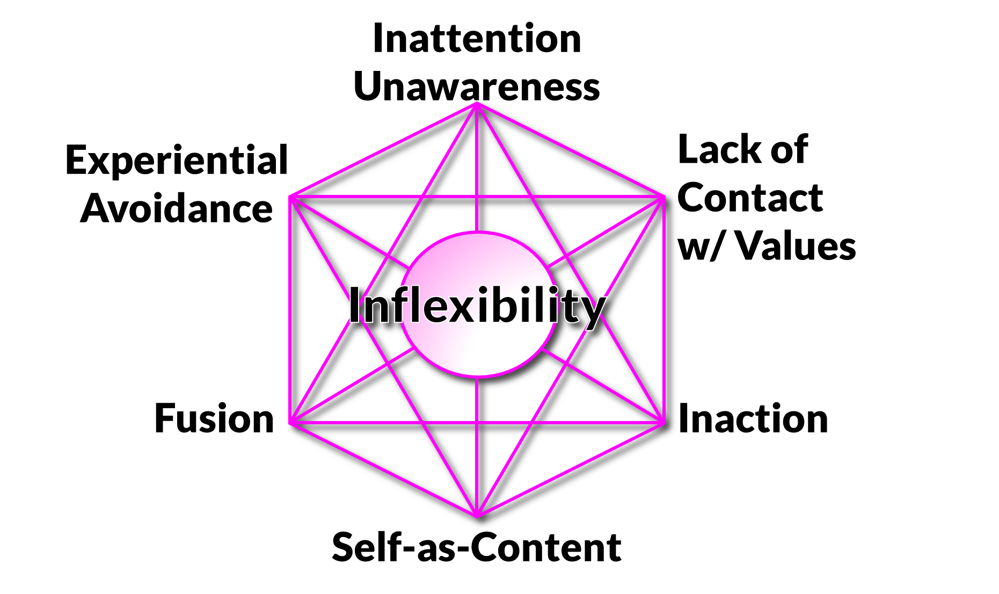 Inattention
Unawareness
Experiential
Avoidance
Lack of
Contact
w/ Values
Inflexibility
Fusion
Inaction
Self-as-Content